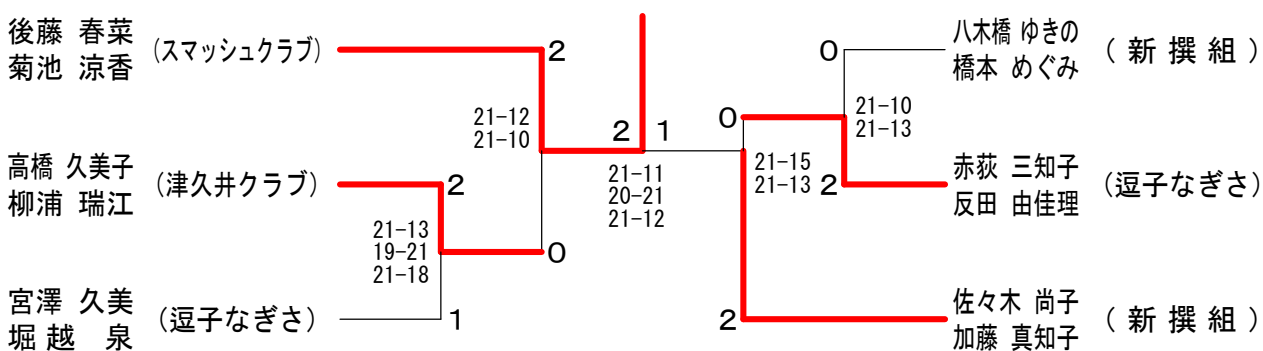 後藤 春菜
菊池 涼香
(スマッシュクラブ)
2
21-12
21-10
高橋 久美子
柳浦 瑞江
(津久井クラブ)
2
21-13
19-21
21-18
0
宮澤 久美
堀越 泉
(逗子なぎさ)
1
2 1
21-11
20-21
21-12
八木橋 ゆきの
橋本 めぐみ
(新撰組)
0
21-10
21-13
0
21-15
21-13
2
赤荻 三知子
反田 由佳理
(逗子なぎさ)
佐々木 尚子
加藤 真知子
(新撰組)
2